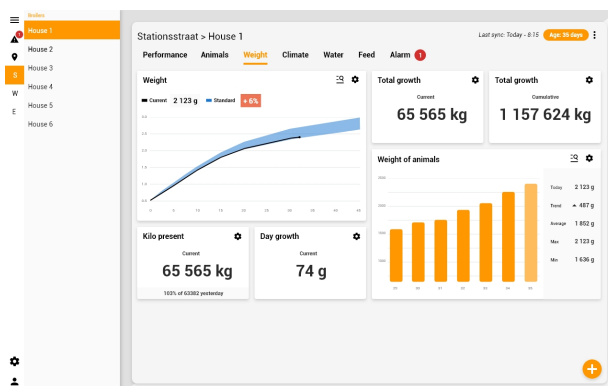 Broilers
House 1
House 2
House 3
House 4
House 5
House 6
S
W
E
Stationsstraat > House 1
Last sync: Today - 8:15
Age: 35 days
Performance Animals Weight Climate Water Feed Alarm 1
Weight
Current 2 123 g Standard + 6%
Total growth
Current
65 565 kg
Total growth
Cumulative
1 157 624 kg
Weight of animals
Today 2 123 g
Trend 487 g
Average 1 852 g
Max 2 123 g
Min 1 636 g
Kilo present
Current
65 565 kg
103% of 63382 yesterday
Day growth
Current
74 g